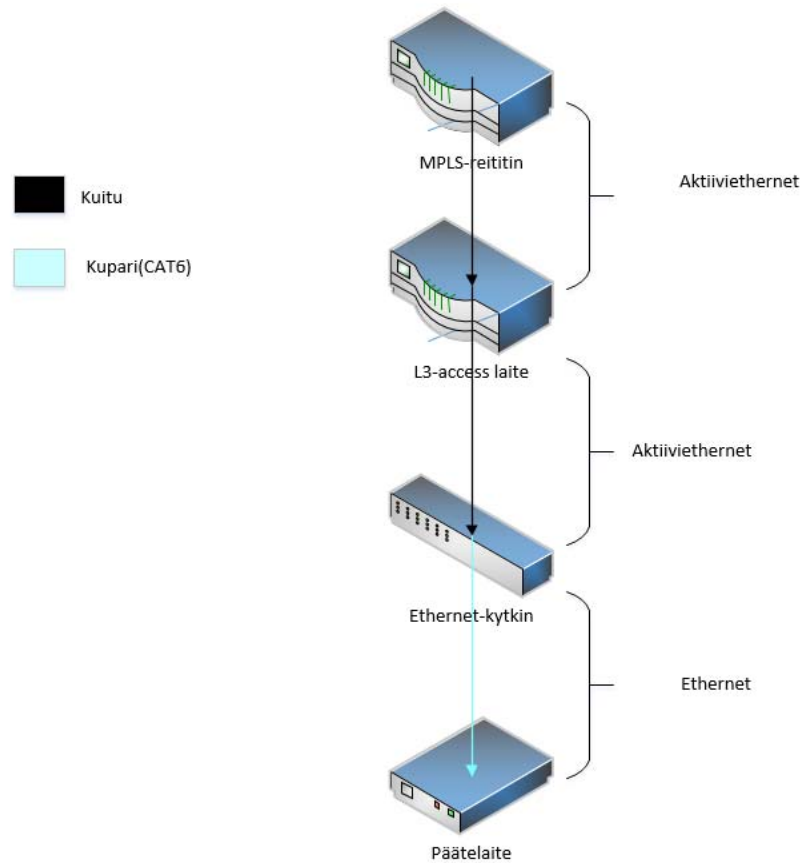 MPLS-reititin
Aktiiviethernet
Kuitu
Kupari(CAT6)
L3-access laite
Aktiiviethernet
Ethernet-kytkin
Ethernet
Päätelaite